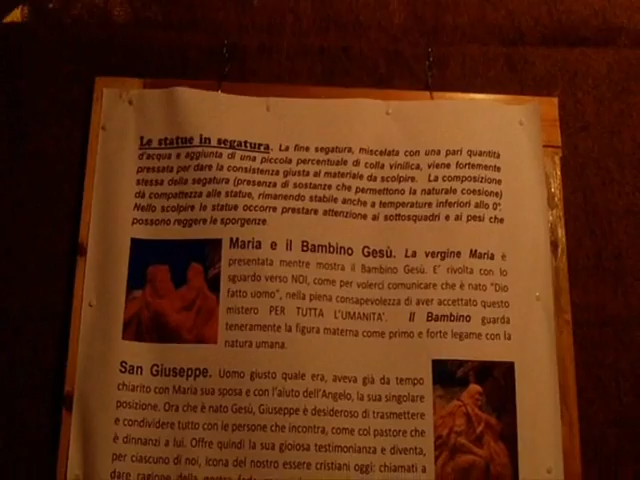 Le statue in segatura. La fine segatura, miscelata con una pari quantità
d'acqua e aggiunta di una piccola percentuale di colla vinilica, viene fortemente
pressata per dare la consistenza giusta al materiale da scolpire. La composizione
stessa della segatura (presenza di sostanze che permettono la naturale coesione)
dà compattezza alle statue, rimanendo stabile anche a temperature inferiori allo 0°.
Nello scolpire le statue occorre prestare attenzione ai sottosquadri e ai pesi che
possono reggere le sporgenze.
Maria e il Bambino Gesù. La vergine Maria è
presentata mentre mostra il Bambino Gesù. E' rivolta con lo
sguardo verso NOI, come per volerci comunicare che è nato "Dio
fatto uomo", nella piena consapevolezza di aver accettato questo
mistero PER TUTTA L'UMANITA'. Il Bambino guarda
teneramente la figura materna come primo e forte legame con la
natura umana.
San Giuseppe. Uomo giusto quale era, aveva già da tempo
chiarito con Maria sua sposa e con l'aiuto dell'Angelo, la sua singolare
posizione. Ora che è nato Gesù, Giuseppe è desideroso di trasmettere
e condividere tutto con le persone che incontra, come col pastore che
è dinnanzi a lui. Offre quindi la sua gioiosa testimonianza e diventa,
per ciascuno di noi, icona del nostro essere cristiani oggi: chiamati a
dare ragione della nostra